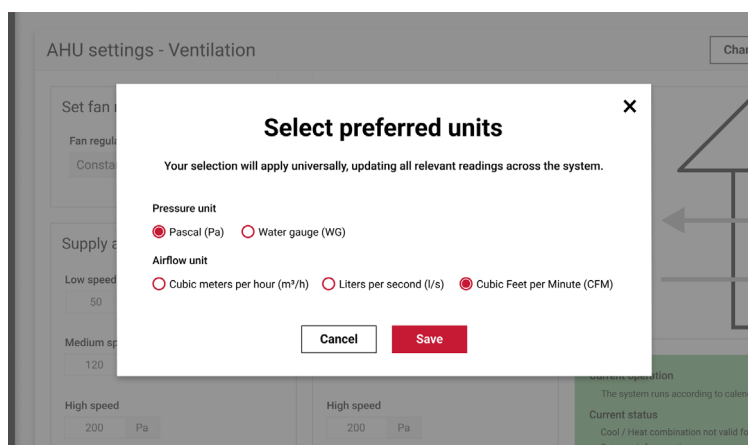 AHU settings - Ventilation
Set fan
Fan regula
Consta
Select preferred units
Your selection will apply universally, updating all relevant readings across the system.
Pressure unit
Pascal (Pa) Water gauge (WG)
Airflow unit
Cubic meters per hour (m³/h) Liters per second (l/s) Cubic Feet per Minute (CFM)
Cancel Save
Supply a
Low speed
50
Medium sp
120
High speed
200 Pa
High speed
200 Pa
Current operation
The system runs according to calen
Current status
Cool / Heat combination not valid fo